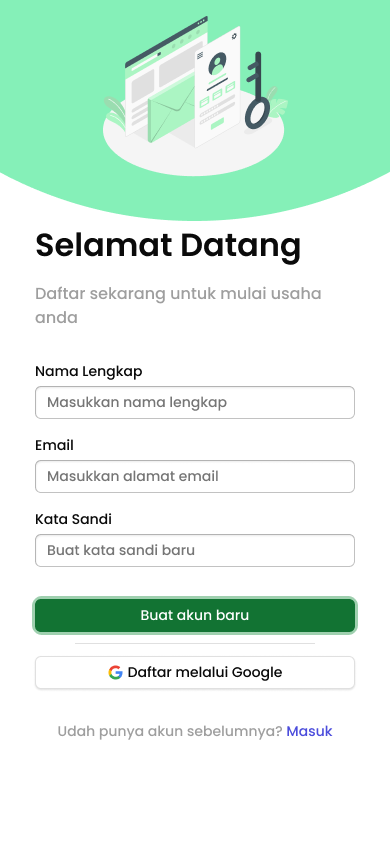 Selamat Datang
Daftar sekarang untuk mulai usaha
anda
Nama Lengkap
Masukkan nama lengkap
Email
Masukkan alamat email
Kata Sandi
Buat kata sandi baru
Buat akun baru
Daftar melalui Google
Udah punya akun sebelumnya? Masuk